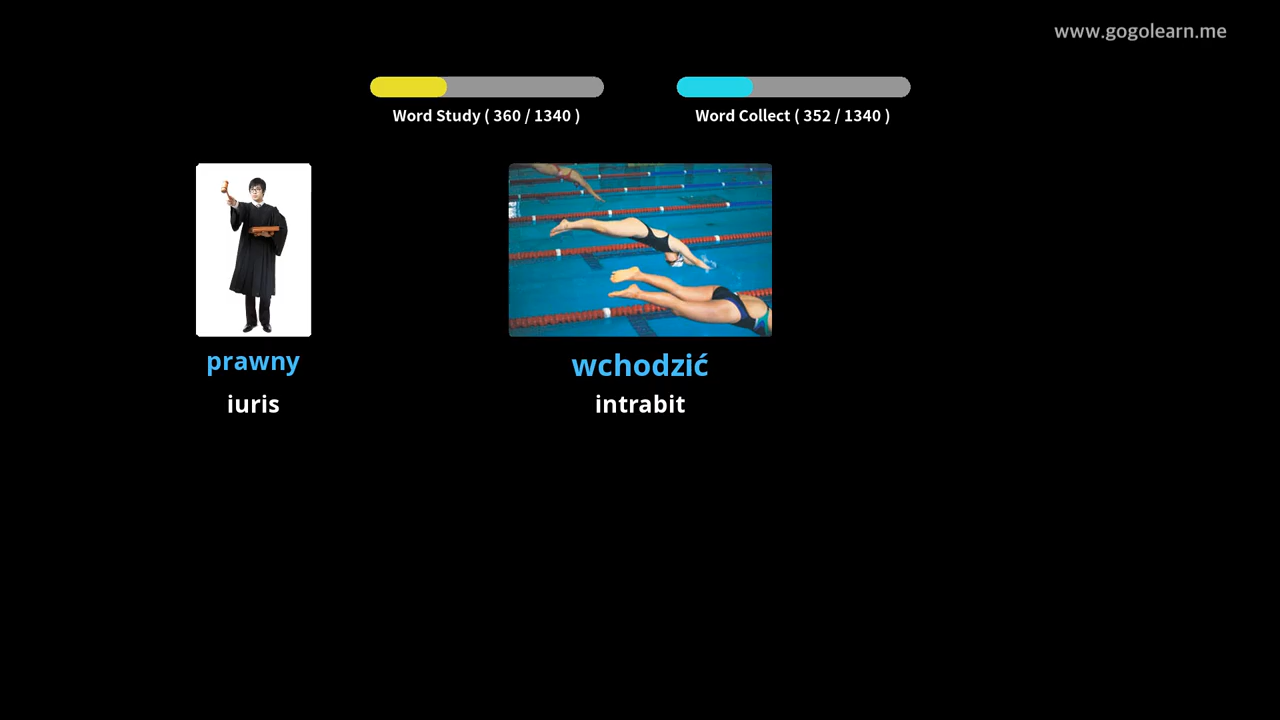 www.gogolearn.me
Word Study ( 360 / 1340 )
Word Collect ( 352 / 1340 )
prawny
iuris
wchodzić
intrabit